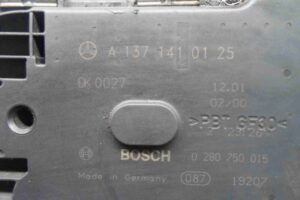 A 137 141 01 25
DK 0027
12.01
02/00
>PBT GF30<
BOSCH
0 280 750 015
Made in Germany
087
19207